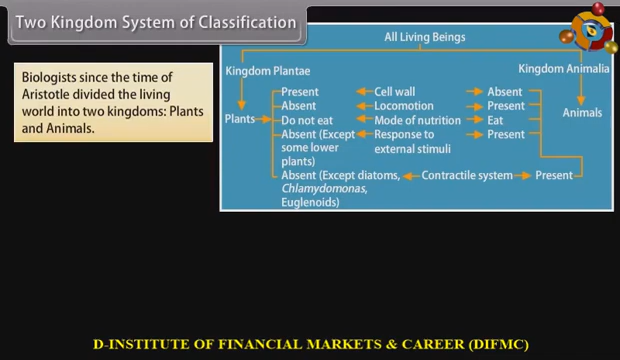 Two Kingdom System of Classification
Biologists since the time of
Aristotle divided the living
world into two kingdoms: Plants
and Animals.
All Living Beings
Kingdom Plantae
Kingdom Animalia
Plants
Animals
Present Cell wall Absent
Absent Locomotion Present
Do not eat Mode of nutrition Eat
Absent (Except Response to Present
some lower external stimuli
plants)
Absent (Except diatoms, Contractile system Present
Chlamydomonas,
Euglenoids)
D-INSTITUTE OF FINANCIAL MARKETS & CAREER (DIFMC)